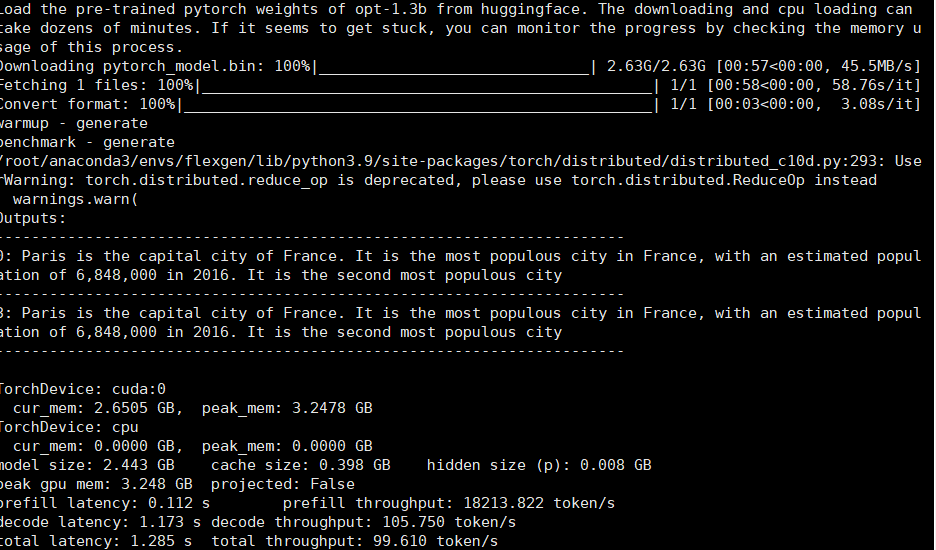 Load the pre-trained pytorch weights of opt-1.3b from huggingface. The downloading and cpu loading can
take dozens of minutes. If it seems to get stuck, you can monitor the progress by checking the memory u
sage of this process.
Downloading pytorch_model.bin: 100%|__________________________________| 2.63G/2.63G [00:57<00:00, 45.5MB/s]
Fetching 1 files: 100%|_________________________________________________________| 1/1 [00:58<00:00, 58.76s/it]
Convert format: 100%|___________________________________________________________| 1/1 [00:03<00:00,  3.08s/it]
warmup - generate
benchmark - generate
/root/anaconda3/envs/flexgen/lib/python3.9/site-packages/torch/distributed/distributed_c10d.py:293: Use
rWarning: torch.distributed.reduce_op is deprecated, please use torch.distributed.ReduceOp instead
  warnings.warn(
Outputs:
----------------------------------------------------------------------
0: Paris is the capital city of France. It is the most populous city in France, with an estimated popul
ation of 6,848,000 in 2016. It is the second most populous city
----------------------------------------------------------------------
3: Paris is the capital city of France. It is the most populous city in France, with an estimated popul
ation of 6,848,000 in 2016. It is the second most populous city
----------------------------------------------------------------------
TorchDevice: cuda:0
  cur_mem: 2.6505 GB,  peak_mem: 3.2478 GB
TorchDevice: cpu
  cur_mem: 0.0000 GB,  peak_mem: 0.0000 GB
model size: 2.443 GB    cache size: 0.398 GB    hidden size (p): 0.008 GB
peak gpu mem: 3.248 GB  projected: False
prefill latency: 0.112 s        prefill throughput: 18213.822 token/s
decode latency: 1.173 s decode throughput: 105.750 token/s
total latency: 1.285 s  total throughput: 99.610 token/s